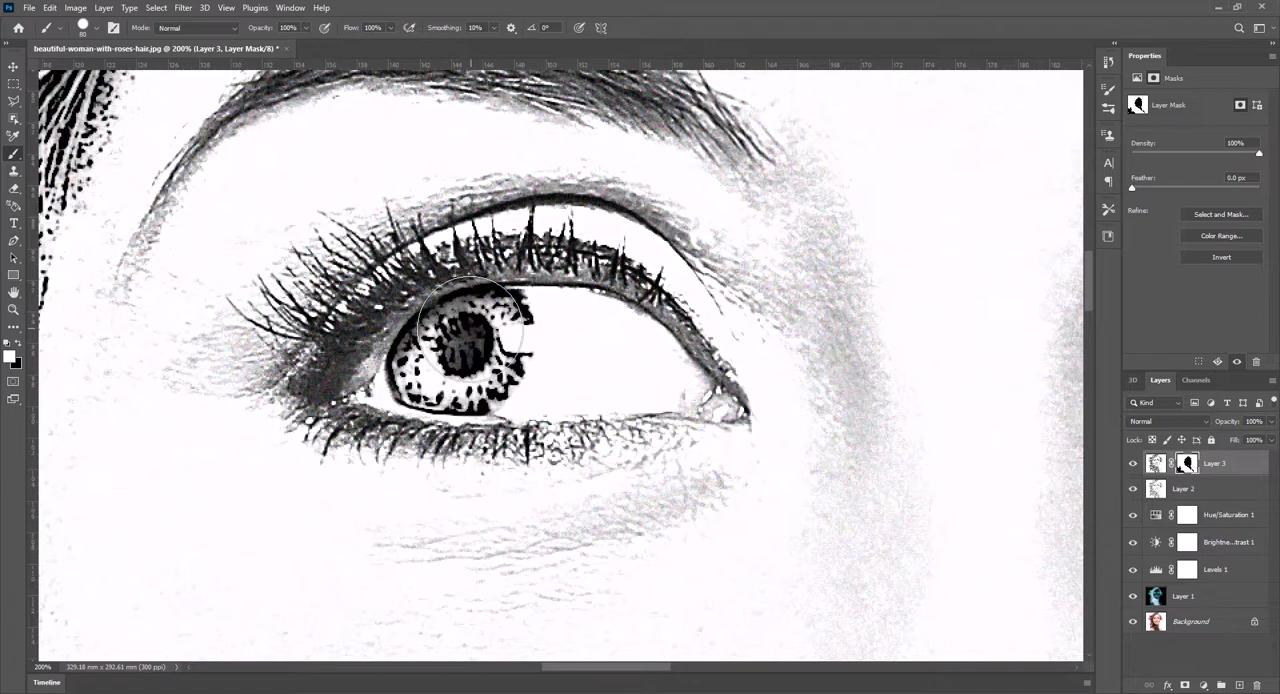 Ps File Edit Image Layer Type Select Filter 3D View Plugins Window Help
80 Mode: Normal Opacity: 100% Flow: 100% Smoothing: 10% 0°
beautiful-woman-with-roses-hair.jpg @ 200% (Layer 3, Layer Mask/8) * ×
Properties
Masks
Layer Mask
Density: 100%
Feather: 0.0 px
Refine: Select and Mask...
Color Range...
Invert
3D Layers Channels
Kind
Normal Opacity: 100%
Lock: Fill: 100%
Layer 3
Layer 2
Hue/Saturation 1
Brightne...trast 1
Levels 1
Layer 1
Background
200% 329.18 mm x 292.61 mm (300 ppi)
Timeline